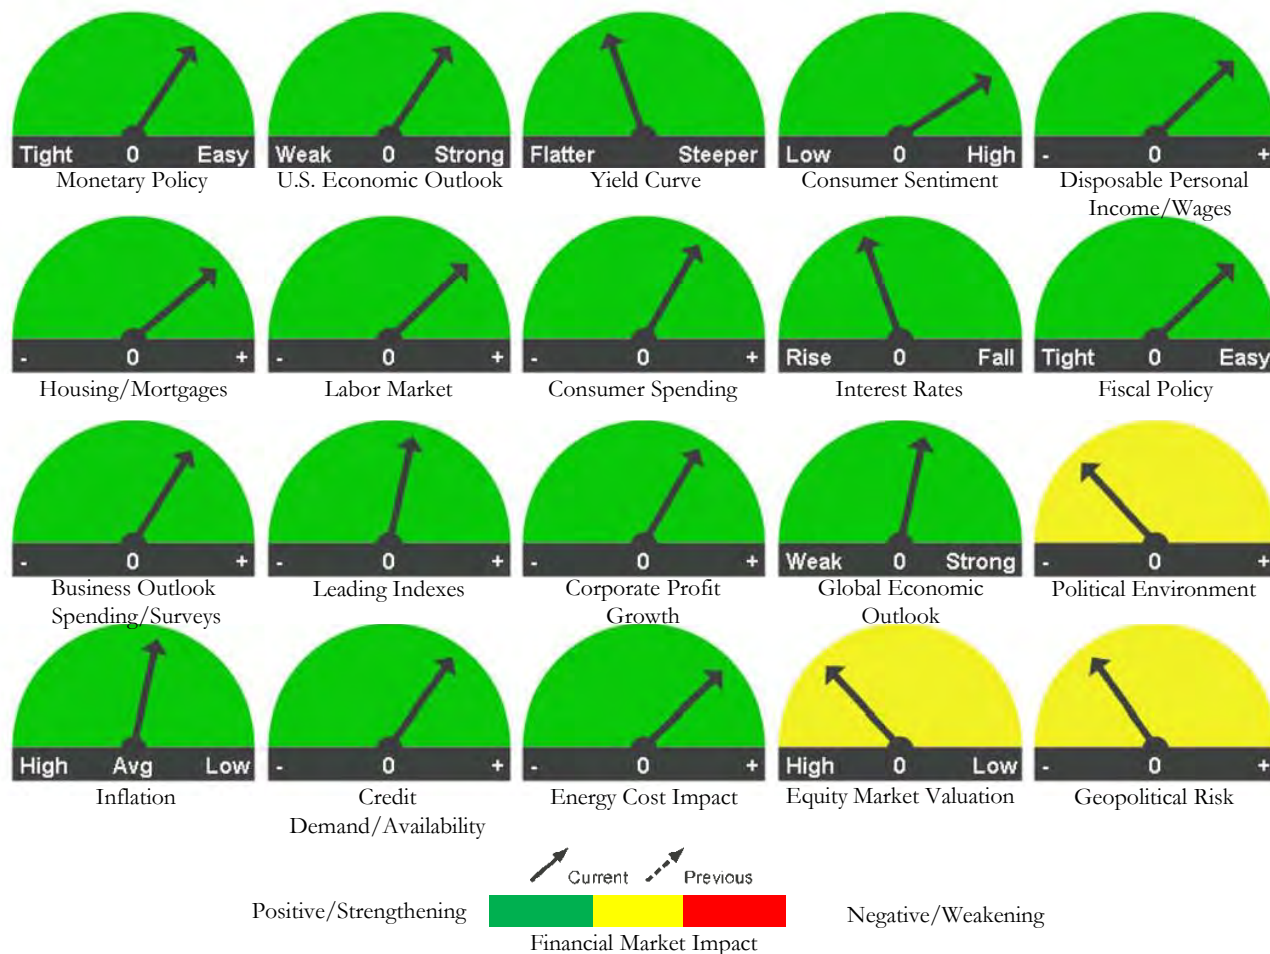 Tight 0 Easy
Monetary Policy
Weak 0 Strong
U.S. Economic Outlook
Flatter Steeper
Yield Curve
Low 0 High
Consumer Sentiment
- 0 +
Disposable Personal
Income/Wages
- 0 +
Housing/Mortgages
- 0 +
Labor Market
- 0 +
Consumer Spending
Rise 0 Fall
Interest Rates
Tight 0 Easy
Fiscal Policy
- 0 +
Business Outlook
Spending/Surveys
- 0 +
Leading Indexes
- 0 +
Corporate Profit
Growth
Weak 0 Strong
Global Economic
Outlook
- 0 +
Political Environment
High Avg Low
Inflation
- 0 +
Credit
Demand/Availability
- 0 +
Energy Cost Impact
High 0 Low
Equity Market Valuation
- 0 +
Geopolitical Risk
Current Previous
Positive/Strengthening Negative/Weakening
Financial Market Impact